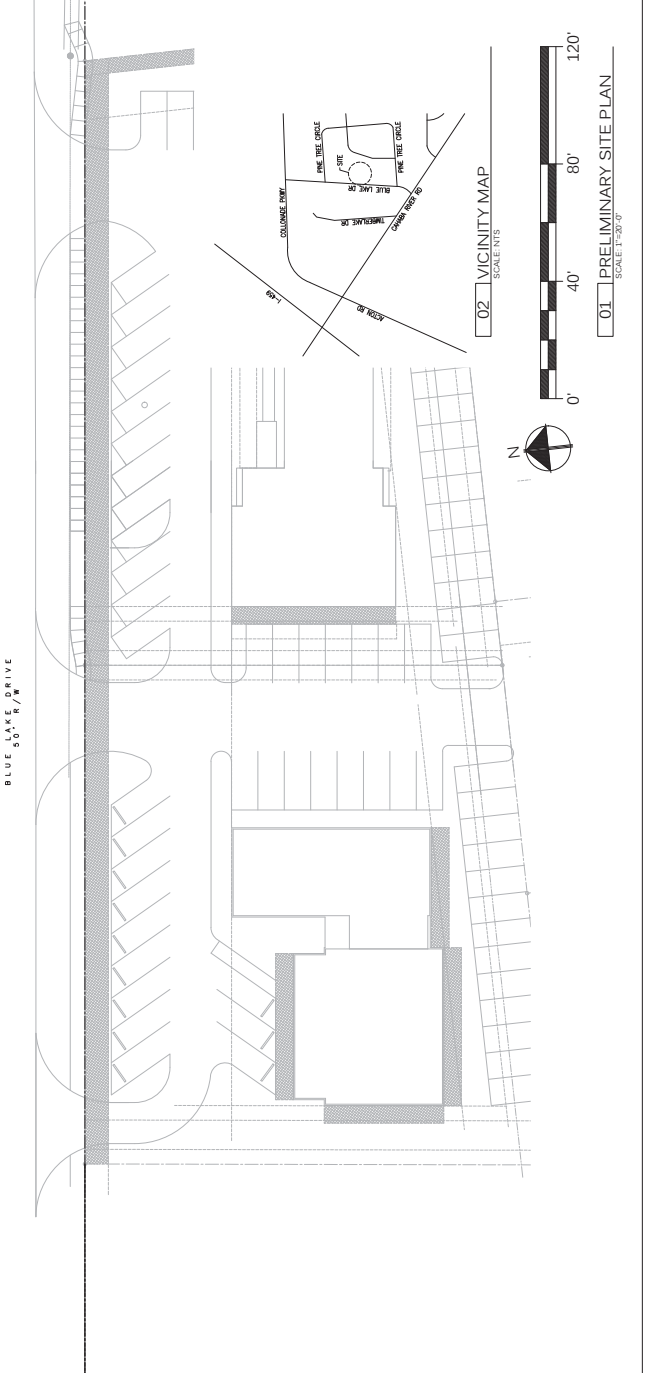 BLUE LAKE DRIVE
50' R/W
COLLONADE PKWY
PINE TREE CIRCLE
SITE
PINE TREE CIRCLE
BLUE LAKE DR
TIMBERLAKE DR
CAHABA RIVER RD
I-459
ACTON RD
02 VICINITY MAP
SCALE: NTS
N
0' 40' 80' 120'
01 PRELIMINARY SITE PLAN
SCALE: 1"=20'-0"